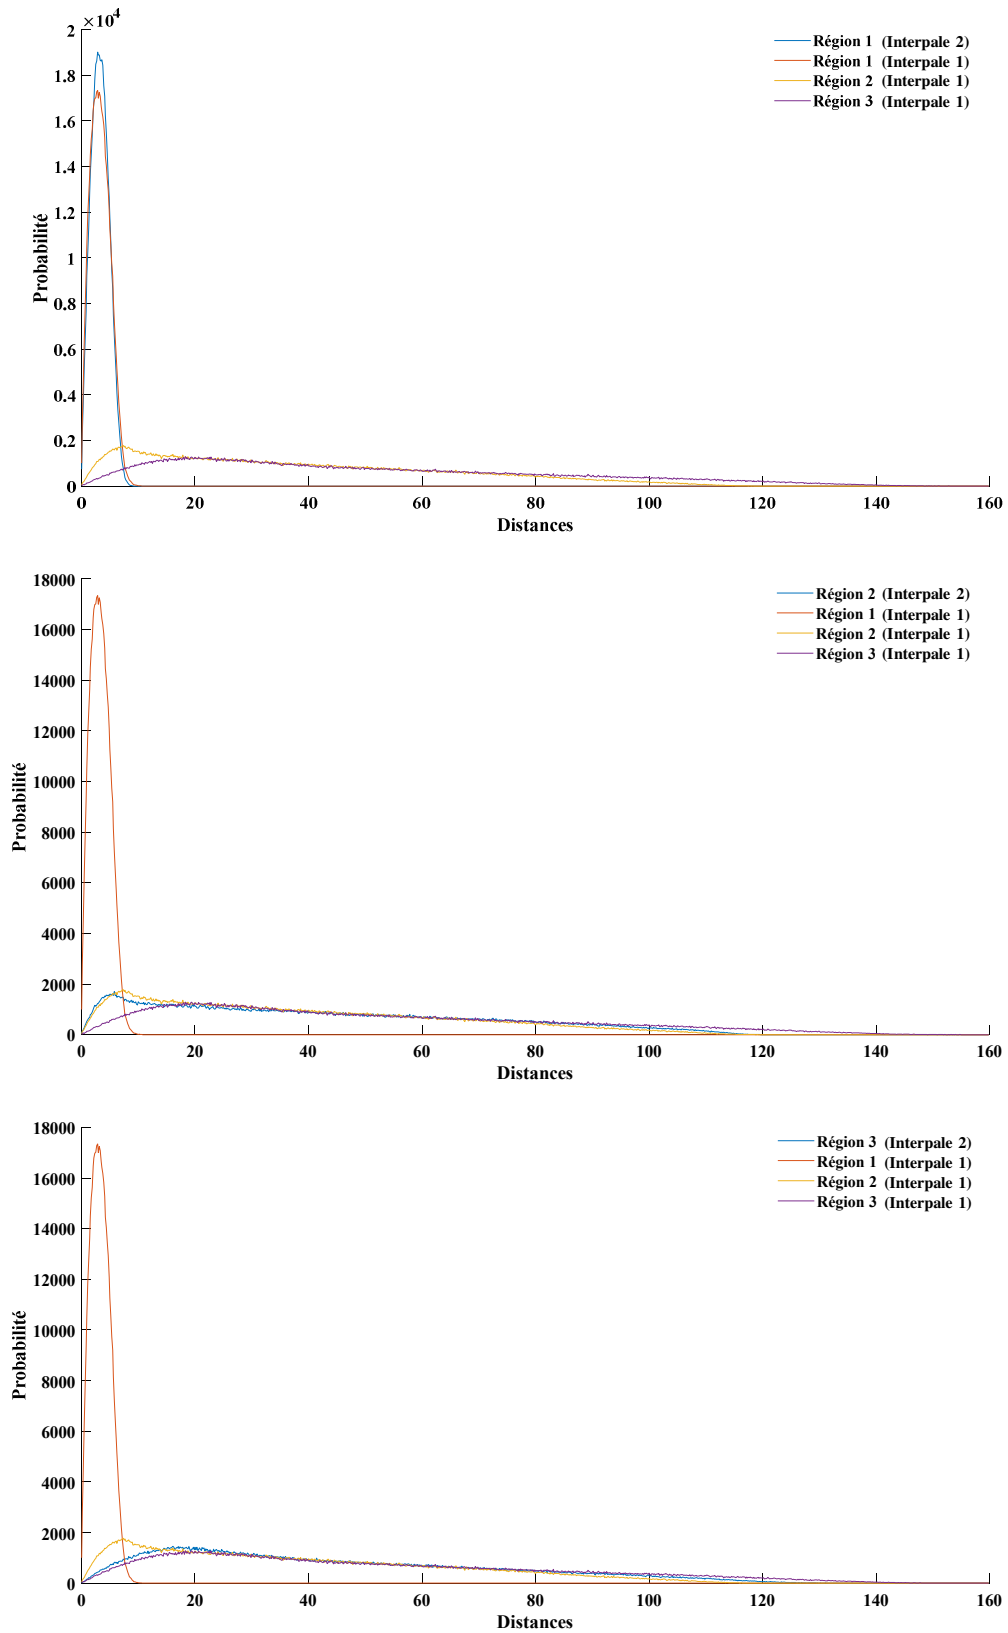 ×10⁴
2
1.8
1.6
1.4
1.2
1
0.8
0.6
0.4
0.2
0
Probabilité
0 20 40 60 80 100 120 140 160
Distances
Région 1 (Interpale 2)
Région 1 (Interpale 1)
Région 2 (Interpale 1)
Région 3 (Interpale 1)
18000
16000
14000
12000
10000
8000
6000
4000
2000
0
Probabilité
0 20 40 60 80 100 120 140 160
Distances
Région 2 (Interpale 2)
Région 1 (Interpale 1)
Région 2 (Interpale 1)
Région 3 (Interpale 1)
18000
16000
14000
12000
10000
8000
6000
4000
2000
0
Probabilité
0 20 40 60 80 100 120 140 160
Distances
Région 3 (Interpale 2)
Région 1 (Interpale 1)
Région 2 (Interpale 1)
Région 3 (Interpale 1)